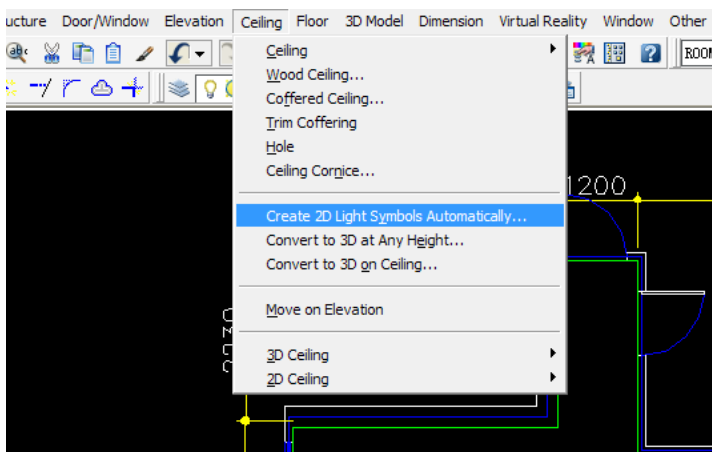 ucture Door/Window Elevation Ceiling Floor 3D Model Dimension Virtual Reality Window Other
abc ROOM
Ceiling
Wood Ceiling...
Coffered Ceiling...
Trim Coffering
Hole
Ceiling Cornice...
1200
Create 2D Light Symbols Automatically...
Convert to 3D at Any Height...
Convert to 3D on Ceiling...
Move on Elevation
3D Ceiling
2D Ceiling